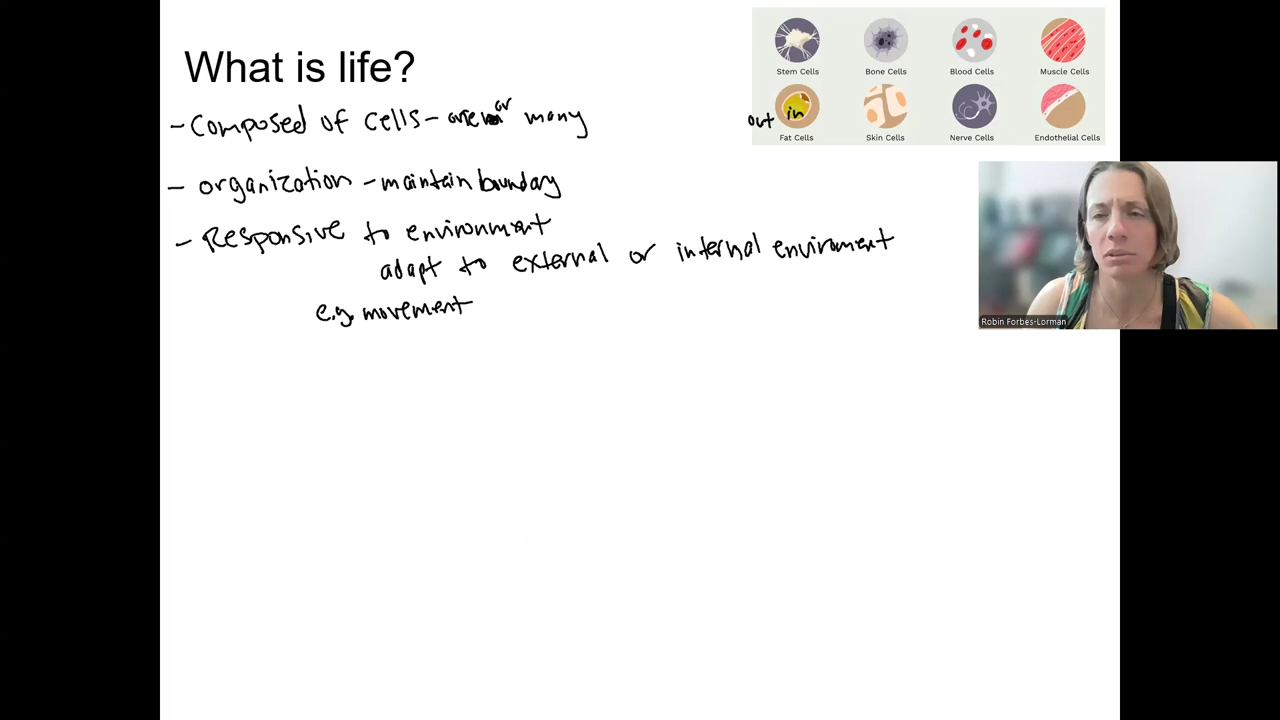 What is life?
Stem Cells Bone Cells Blood Cells Muscle Cells
- Composed of cells - one or many
out in
Fat Cells Skin Cells Nerve Cells Endothelial Cells
- organization - maintain bounday
- Responsive to environment
adapt to external or internal enviroment
e.g. movement
Robin Forbes-Lorman